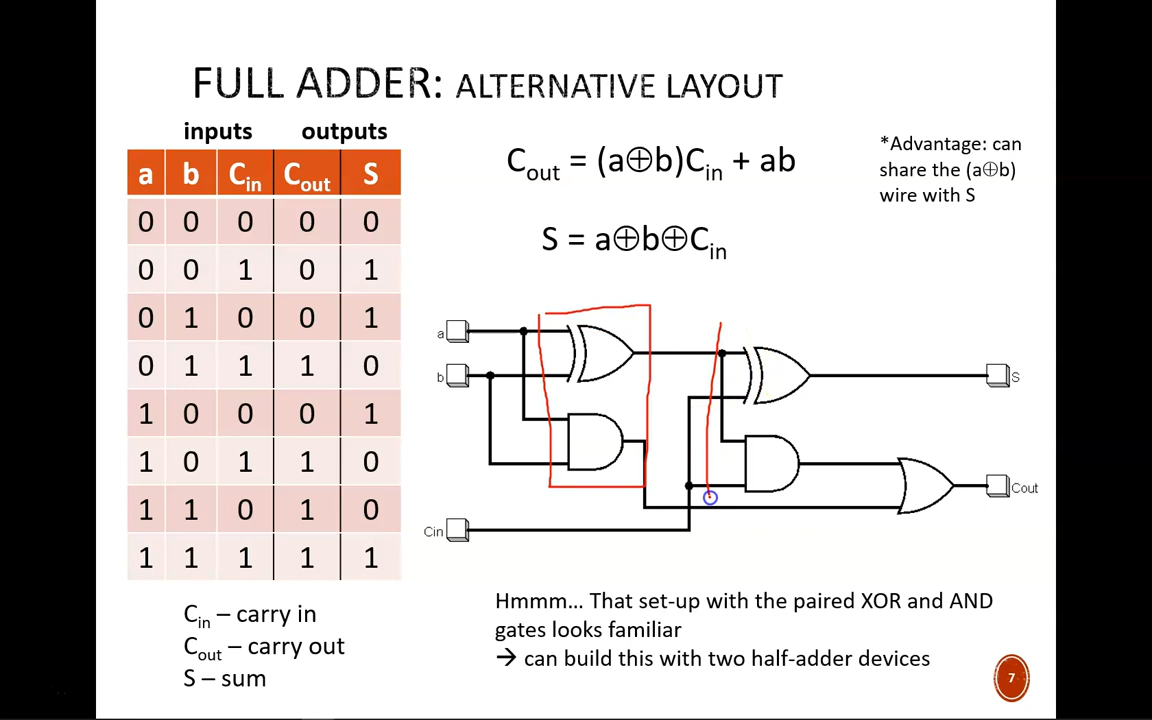 FULL ADDER: ALTERNATIVE LAYOUT
inputs outputs
a b Cin Cout S
0 0 0 0 0
0 0 1 0 1
0 1 0 0 1
0 1 1 1 0
1 0 0 0 1
1 0 1 1 0
1 1 0 1 0
1 1 1 1 1
Cin – carry in
Cout – carry out
S – sum
Cout = (a⊕b)Cin + ab
S = a⊕b⊕Cin
*Advantage: can
share the (a⊕b)
wire with S
a
b
Cin
S
Cout
Hmmm... That set-up with the paired XOR and AND
gates looks familiar
→ can build this with two half-adder devices
7